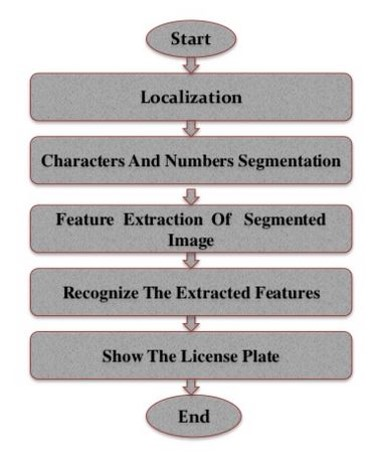 Start
Localization
Characters And Numbers Segmentation
Feature Extraction Of Segmented
Image
Recognize The Extracted Features
Show The License Plate
End